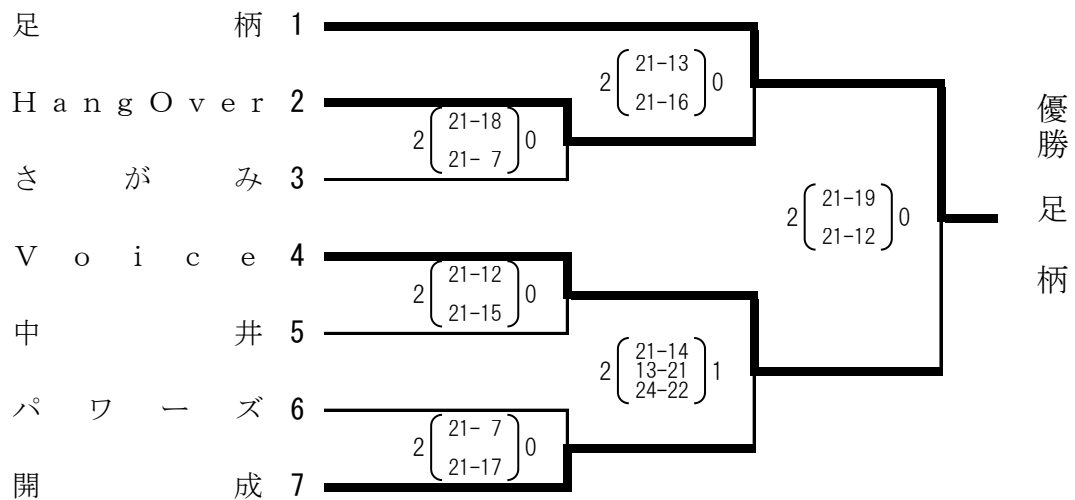 足柄 1
HangOver 2
さがみ 3
Voice 4
中井 5
パワーズ 6
開成 7
2 21-18 0
21- 7
2 21-12 0
21-15
2 21- 7 0
21-17
2 21-13 0
21-16
2 21-14 1
13-21
24-22
2 21-19 0
21-12
優勝 足柄